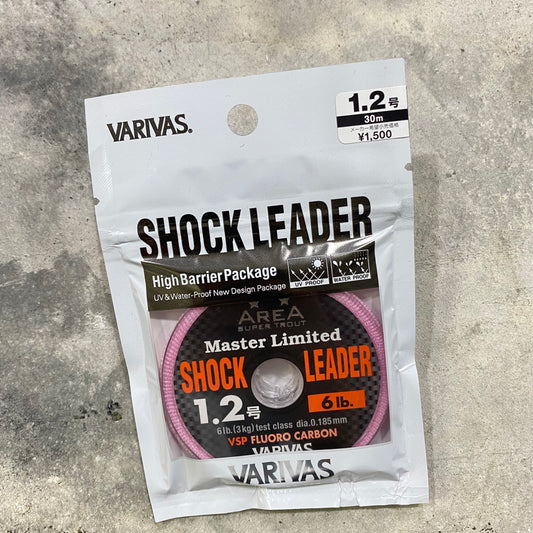 VARIVAS.
1.2号
30m
メーカー希望小売価格
¥1,500
SHOCK LEADER
High Barrier Package
UV&Water-Proof New Design Package
UV PROOF
WATER PROOF
AREA
SUPER TROUT
Master Limited
SHOCK LEADER
1.2号
6 lb.
6lb.(3kg) test class dia.0.185mm
VSP FLUORO CARBON
VARIVAS
VARIVAS